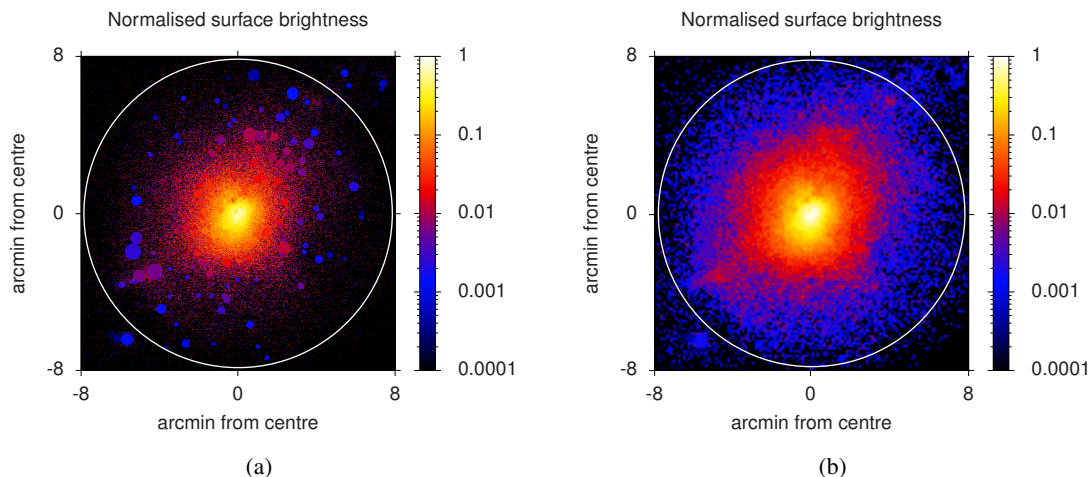 Normalised surface brightness
8
0
-8
arcmin from centre
-8
0
8
arcmin from centre
1
0.1
0.01
0.001
0.0001
(a)
Normalised surface brightness
8
0
-8
arcmin from centre
-8
0
8
arcmin from centre
1
0.1
0.01
0.001
0.0001
(b)